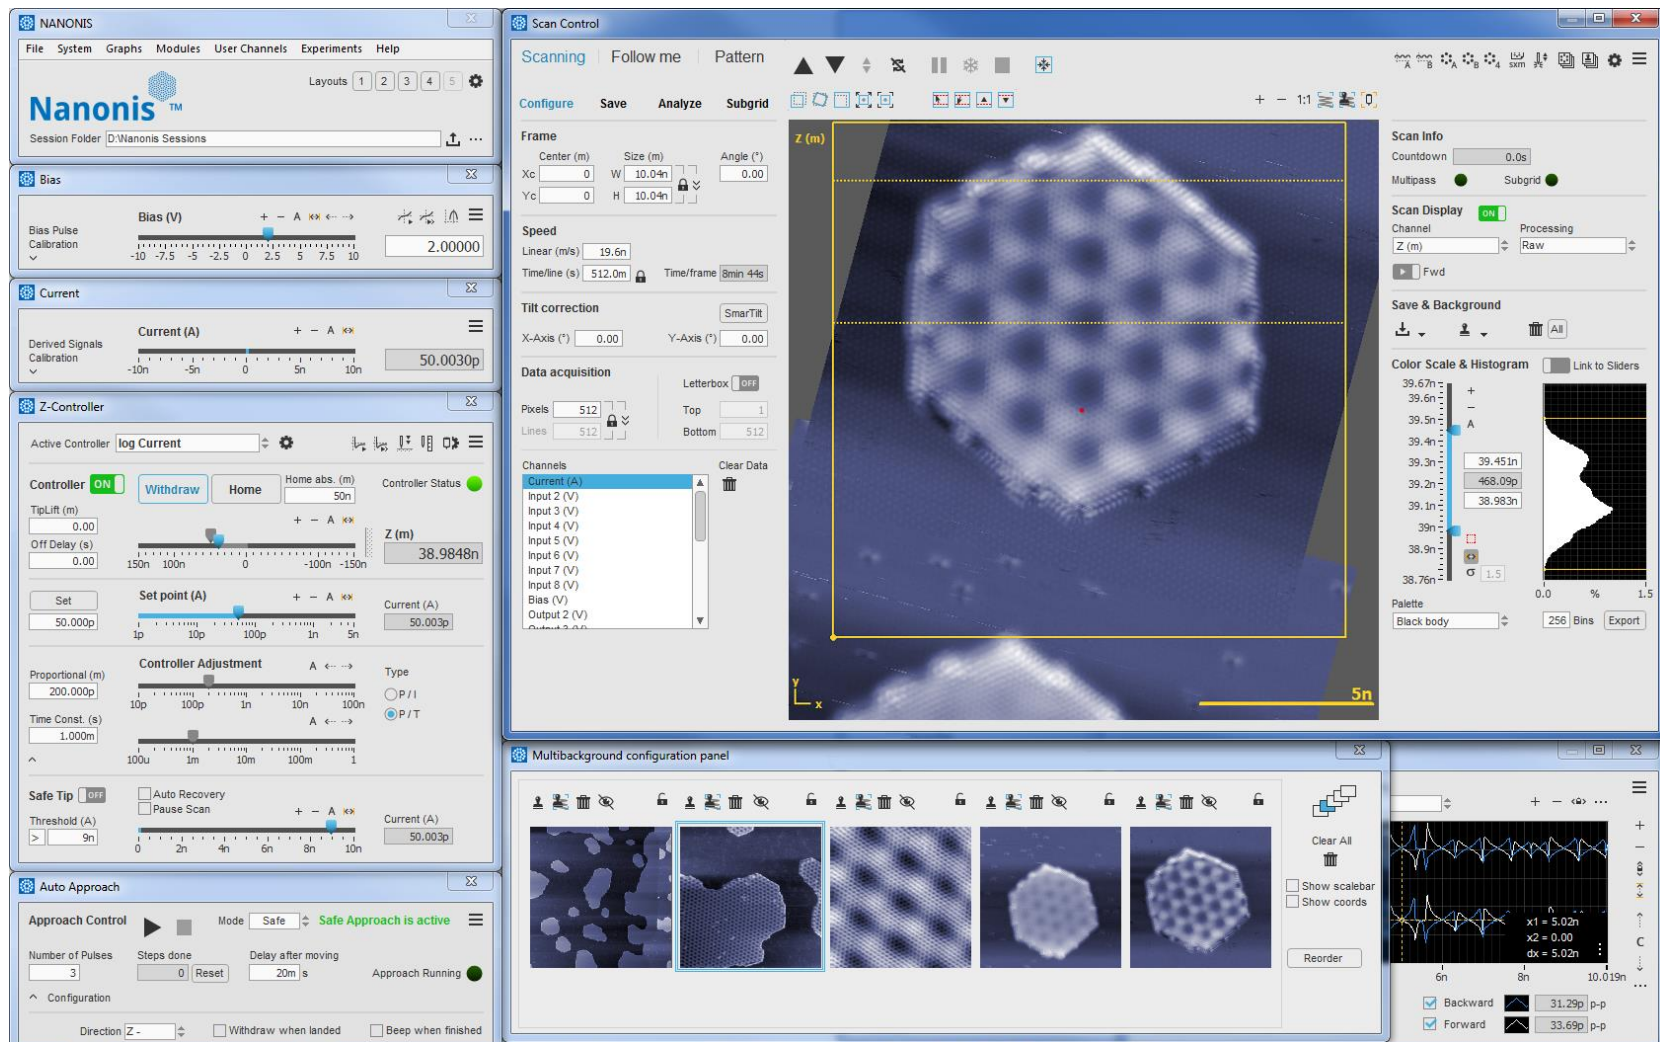 NANONIS
File System Graphs Modules User Channels Experiments Help
Layouts 1 2 3 4 5
Nanonis™
Session Folder D:\Nanonis Sessions
Bias
Bias (V) + − A
Bias Pulse
Calibration
2.00000
-10 -7.5 -5 -2.5 0 2.5 5 7.5 10
Current
Current (A) + − A
Derived Signals
Calibration
50.0030p
-10n -5n 0 5n 10n
Z-Controller
Active Controller log Current
Controller ON Withdraw Home Home abs. (m) 50n Controller Status
TipLift (m)
0.00
+ − A
Off Delay (s)
0.00
Z (m)
38.9848n
150n 100n 0 -100n -150n
Set
50.000p
Set point (A) + − A
Current (A)
50.003p
1p 10p 100p 1n 5n
Controller Adjustment A
Proportional (m)
200.000p
10p 100p 1n 10n 100n
Type
P / I
P / T
Time Const. (s)
1.000m
A
100u 1m 10m 100m 1
Safe Tip OFF
Auto Recovery
Pause Scan
+ − A
Threshold (A)
> 9n
Current (A)
50.003p
0 2n 4n 6n 8n 10n
Auto Approach
Approach Control Mode Safe Safe Approach is active
Number of Pulses Steps done Delay after moving
3 0 Reset 20m s Approach Running
Configuration
Direction Z - Withdraw when landed Beep when finished
Scan Control
Scanning Follow me Pattern
Configure Save Analyze Subgrid
+ − 1:1
A B A B 4 sxm
Frame
Center (m) Size (m) Angle (°)
Xc 0 W 10.04n 0.00
Yc 0 H 10.04n
Speed
Linear (m/s) 19.6n
Time/line (s) 512.0m Time/frame 8min 44s
Tilt correction SmarTilt
X-Axis (°) 0.00 Y-Axis (°) 0.00
Data acquisition
Letterbox OFF
Pixels 512 Top 1
Lines 512 Bottom 512
Channels Clear Data
Current (A)
Input 2 (V)
Input 3 (V)
Input 4 (V)
Input 5 (V)
Input 6 (V)
Input 7 (V)
Input 8 (V)
Bias (V)
Output 2 (V)
Output 3 (V)
Z (m)
y
x
5n
Scan Info
Countdown 0.0s
Multipass Subgrid
Scan Display ON
Channel Processing
Z (m) Raw
Fwd
Save & Background
All
Color Scale & Histogram Link to Sliders
39.67n
39.6n
39.5n
39.4n
39.3n
39.2n
39.1n
39n
38.9n
38.76n
+
−
A
39.451n
468.09p
38.983n
σ 1.5
0.0 % 1.5
Palette
Black body 256 Bins Export
Multibackground configuration panel
Clear All
Show scalebar
Show coords
Reorder
+ − ...
+
−
C
x1 = 5.02n
x2 = 0.00
dx = 5.02n
6n 8n 10.019n
Backward 31.29p p-p
Forward 33.69p p-p